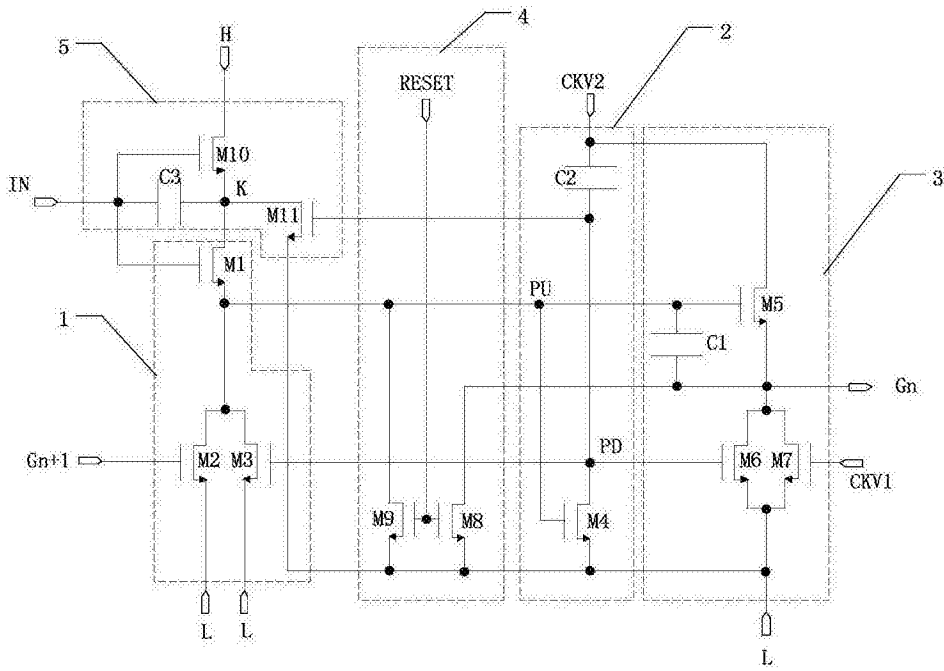 H
4
2
5
RESET
CKV2
M10
C3
C2
IN
K
M11
3
M1
PU
M5
1
C1
Gn
Gn+1
M2
M3
PD
M6
M7
CKV1
M9
M8
M4
L
L
L